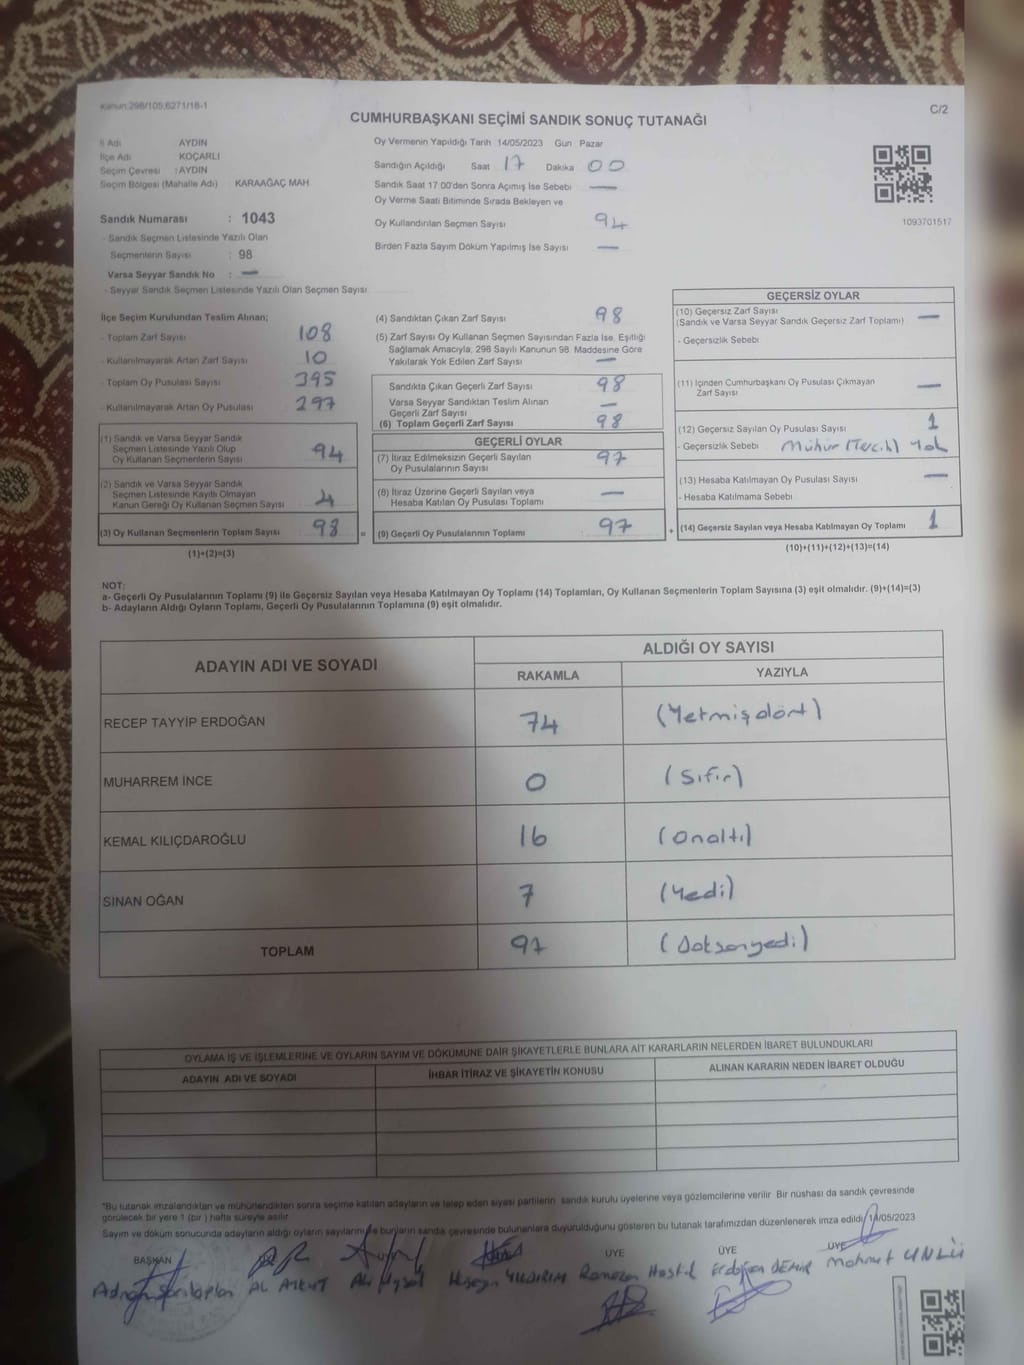 Kanun:298/105;6271/18-1
C/2
CUMHURBAŞKANI SEÇİMİ SANDIK SONUÇ TUTANAĞI
İl Adı : AYDIN
İlçe Adı : KOÇARLI
Seçim Çevresi : AYDIN
Seçim Bölgesi (Mahalle Adı) KARAAĞAÇ MAH
Sandık Numarası : 1043
- Sandık Seçmen Listesinde Yazılı Olan
Seçmenlerin Sayısı : 98
Varsa Seyyar Sandık No : —
- Seyyar Sandık Seçmen Listesinde Yazılı Olan Seçmen Sayısı
Oy Vermenin Yapıldığı Tarih 14/05/2023 Gün Pazar
Sandığın Açıldığı Saat 17 Dakika 00
Sandık Saat 17 00'den Sonra Açımış İse Sebebi —
Oy Verme Saati Bitiminde Sırada Bekleyen ve
Oy Kullandırılan Seçmen Sayısı 94
Birden Fazla Sayım Döküm Yapılmış İse Sayısı —
1093701517
İlçe Seçim Kurulundan Teslim Alınan;
- Toplam Zarf Sayısı 108
- Kullanılmayarak Artan Zarf Sayısı 10
- Toplam Oy Pusulası Sayısı 395
- Kullanılmayarak Artan Oy Pusulası 297
(1) Sandık ve Varsa Seyyar Sandık
Seçmen Listesinde Yazılı Olup
Oy Kullanan Seçmenlerin Sayısı 94
(2) Sandık ve Varsa Seyyar Sandık
Seçmen Listesinde Kayıtlı Olmayan
Kanun Gereği Oy Kullanan Seçmen Sayısı 4
(3) Oy Kullanan Seçmenlerin Toplam Sayısı 98
(1)+(2)=(3)
(4) Sandıktan Çıkan Zarf Sayısı 98
(5) Zarf Sayısı Oy Kullanan Seçmen Sayısından Fazla İse, Eşitliği
Sağlamak Amacıyla, 298 Sayılı Kanunun 98. Maddesine Göre
Yakılarak Yok Edilen Zarf Sayısı —
Sandıkta Çıkan Geçerli Zarf Sayısı 98
Varsa Seyyar Sandıktan Teslim Alınan
Geçerli Zarf Sayısı —
(6) Toplam Geçerli Zarf Sayısı 98
GEÇERLİ OYLAR
(7) İtiraz Edilmeksizin Geçerli Sayılan
Oy Pusulalarının Sayısı 97
(8) İtiraz Üzerine Geçerli Sayılan veya
Hesaba Katılan Oy Pusulası Toplamı —
= (9) Geçerli Oy Pusulalarının Toplamı : 97
GEÇERSİZ OYLAR
(10) Geçersiz Zarf Sayısı
(Sandık ve Varsa Seyyar Sandık Geçersiz Zarf Toplamı) —
- Geçersizlik Sebebi
(11) İçinden Cumhurbaşkanı Oy Pusulası Çıkmayan
Zarf Sayısı —
(12) Geçersiz Sayılan Oy Pusulası Sayısı 1
- Geçersizlik Sebebi Mühür (Tercih) Yok
(13) Hesaba Katılmayan Oy Pusulası Sayısı —
- Hesaba Katılmama Sebebi
+ (14) Geçersiz Sayılan veya Hesaba Katılmayan Oy Toplamı 1
(10)+(11)+(12)+(13)=(14)
NOT:
a- Geçerli Oy Pusulalarının Toplamı (9) ile Geçersiz Sayılan veya Hesaba Katılmayan Oy Toplamı (14) Toplamları, Oy Kullanan Seçmenlerin Toplam Sayısına (3) eşit olmalıdır. (9)+(14)=(3)
b- Adayların Aldığı Oyların Toplamı, Geçerli Oy Pusulalarının Toplamına (9) eşit olmalıdır.
ADAYIN ADI VE SOYADI
ALDIĞI OY SAYISI
RAKAMLA YAZIYLA
RECEP TAYYİP ERDOĞAN 74 (Yetmişdört)
MUHARREM İNCE 0 (Sıfır)
KEMAL KILIÇDAROĞLU 16 (Onaltı)
SİNAN OĞAN 7 (Yedi)
TOPLAM 97 (Doksanyedi)
OYLAMA İŞ VE İŞLEMLERİNE VE OYLARIN SAYIM VE DÖKÜMÜNE DAİR ŞİKAYETLERLE BUNLARA AİT KARARLARIN NELERDEN İBARET BULUNDUKLARI
ADAYIN ADI VE SOYADI İHBAR İTİRAZ VE ŞİKAYETİN KONUSU ALINAN KARARIN NEDEN İBARET OLDUĞU
*Bu tutanak imzalandıktan ve mühürlendikten sonra seçime katılan adayların ve talep eden siyasi partilerin sandık kurulu üyelerine veya gözlemcilerine verilir Bir nüshası da sandık çevresinde
görülecek bir yere 1 (bir ) hafta süreyle asılır
Sayım ve döküm sonucunda adayların aldığı oyların sayılarını ve bunların sandık çevresinde bulunanlara duyurulduğunu gösteren bu tutanak tarafımızdan düzenlenerek imza edildi 14/05/2023
BAŞKAN ÜYE ÜYE ÜYE
Hüseyin YILDIRIM Ramazan Erdoğan DEMİR Mahmut ÜNLÜ